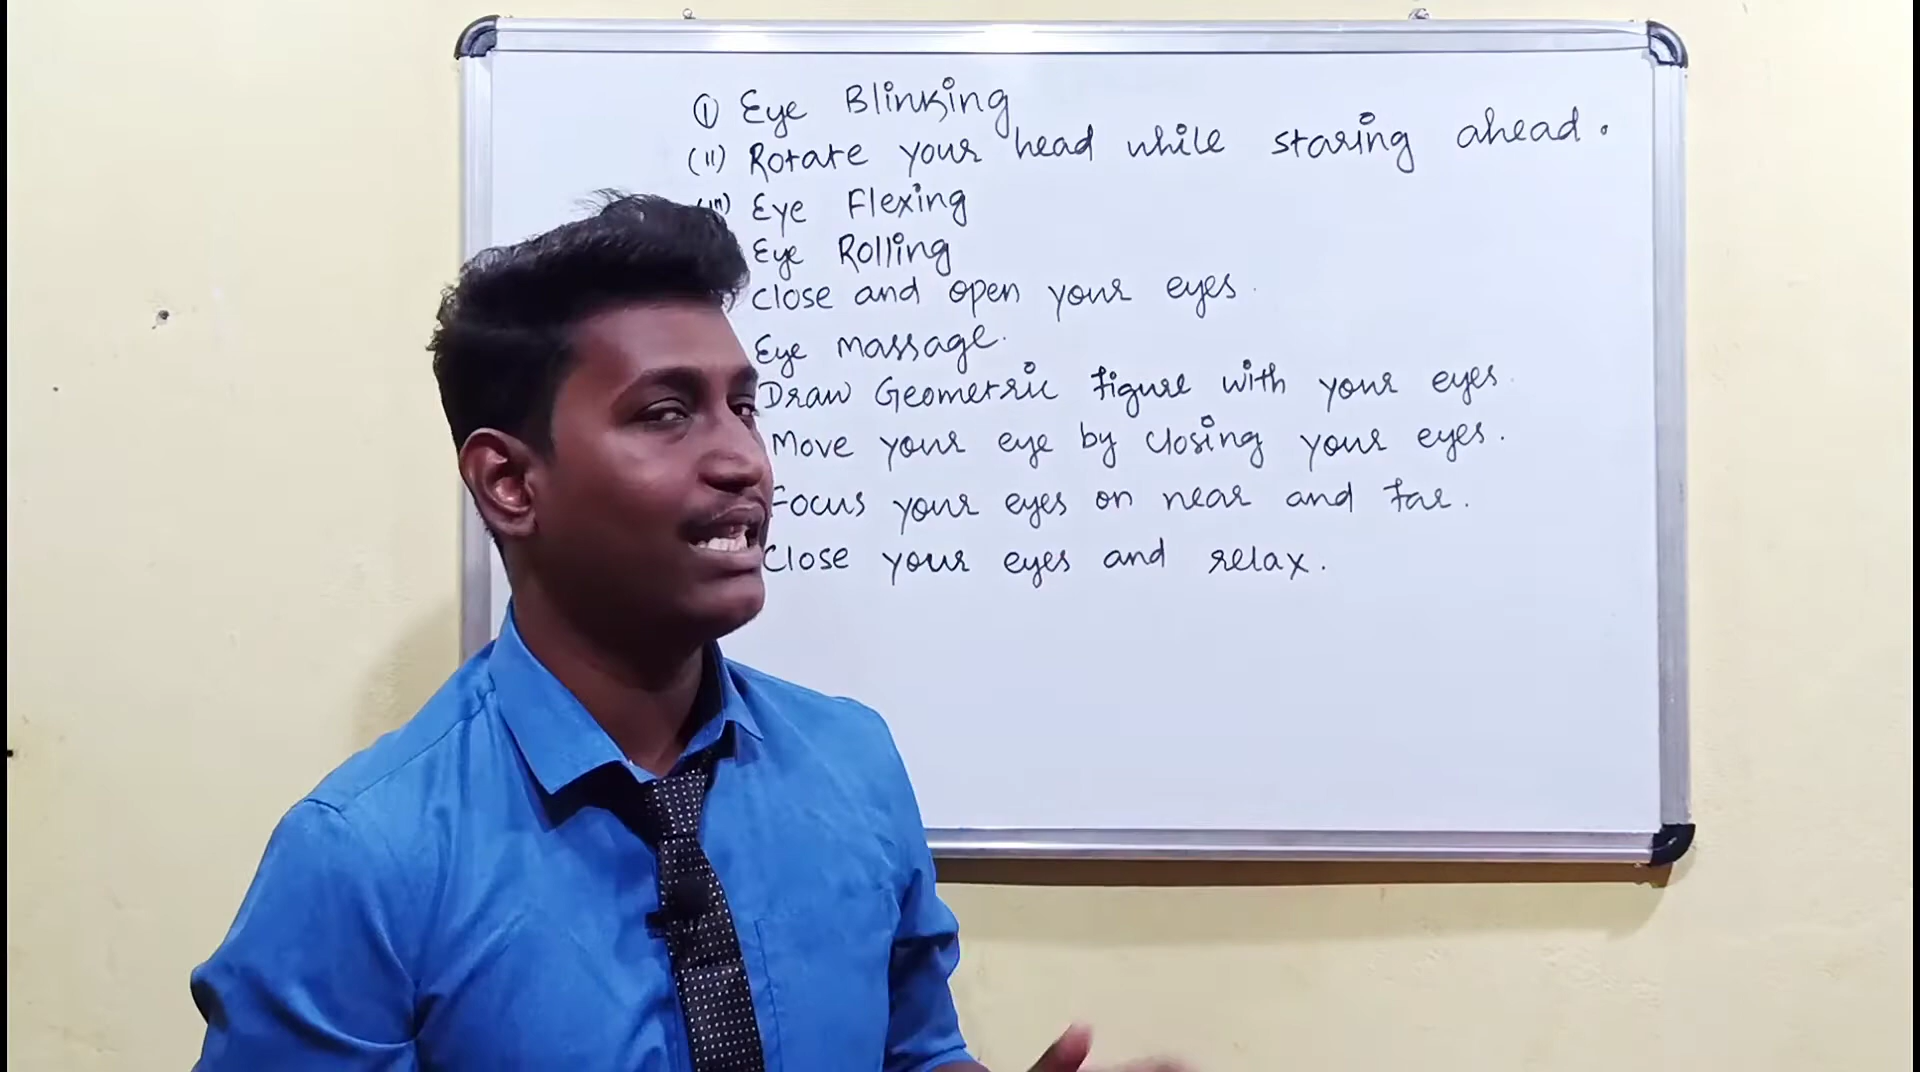 (I) Eye Blinking
(II) Rotate your head while staring ahead.
(III) Eye Flexing
Eye Rolling
Close and open your eyes.
Eye massage.
Draw Geometric figure with your eyes.
Move your eye by closing your eyes.
Focus your eyes on near and far.
Close your eyes and relax.